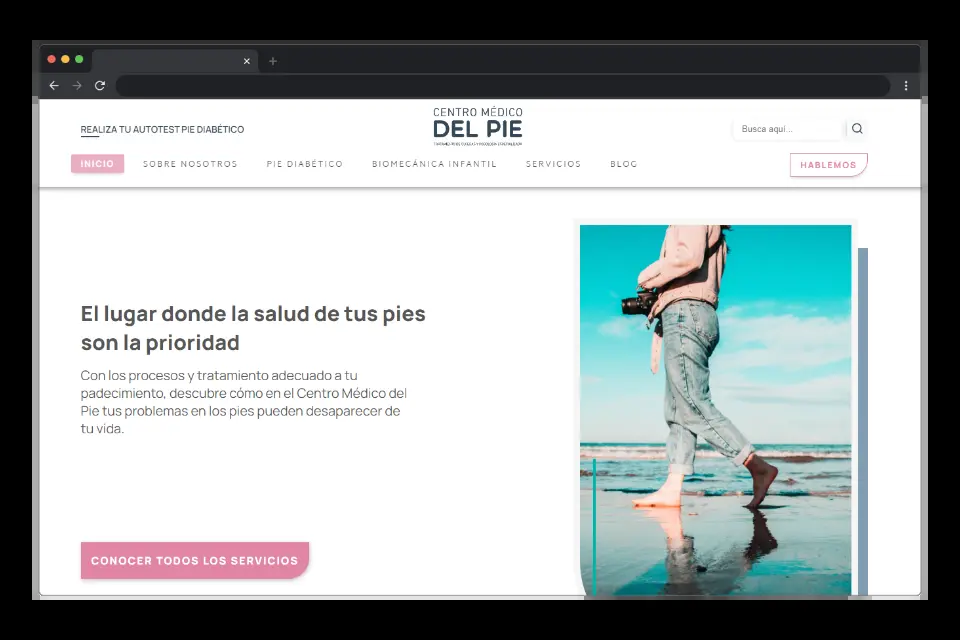 REALIZA TU AUTOTEST PIE DIABÉTICO
CENTRO MÉDICO
DEL PIE
Busca aquí...
INICIO
SOBRE NOSOTROS
PIE DIABÉTICO
BIOMECÁNICA INFANTIL
SERVICIOS
BLOG
HABLEMOS
El lugar donde la salud de tus pies
son la prioridad
Con los procesos y tratamiento adecuado a tu
padecimiento, descubre cómo en el Centro Médico del
Pie tus problemas en los pies pueden desaparecer de
tu vida.
CONOCER TODOS LOS SERVICIOS